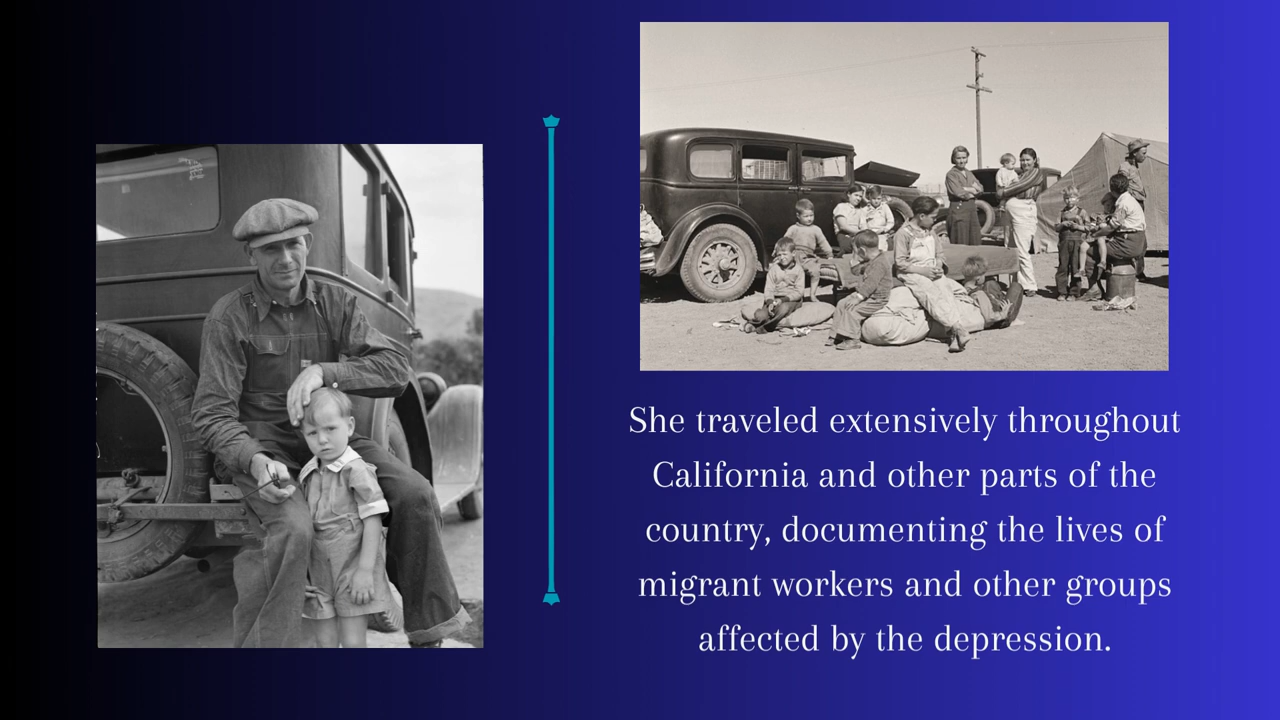 She traveled extensively throughout
California and other parts of the
country, documenting the lives of
migrant workers and other groups
affected by the depression.